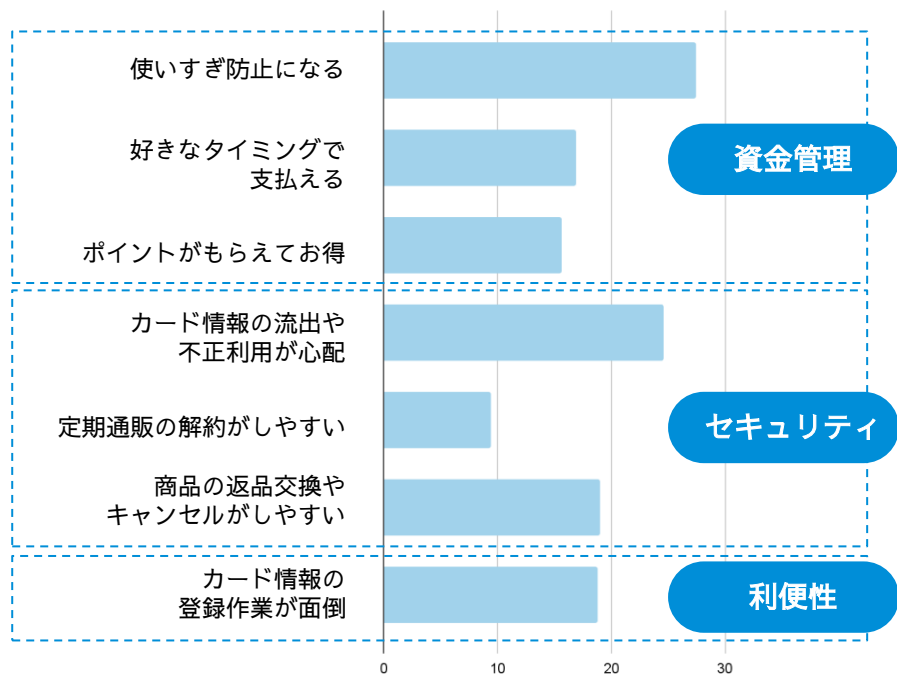 使いすぎ防止になる
好きなタイミングで
支払える
資金管理
ポイントがもらえてお得
カード情報の流出や
不正利用が心配
定期通販の解約がしやすい
セキュリティ
商品の返品交換や
キャンセルがしやすい
カード情報の
登録作業が面倒
利便性
0
10
20
30